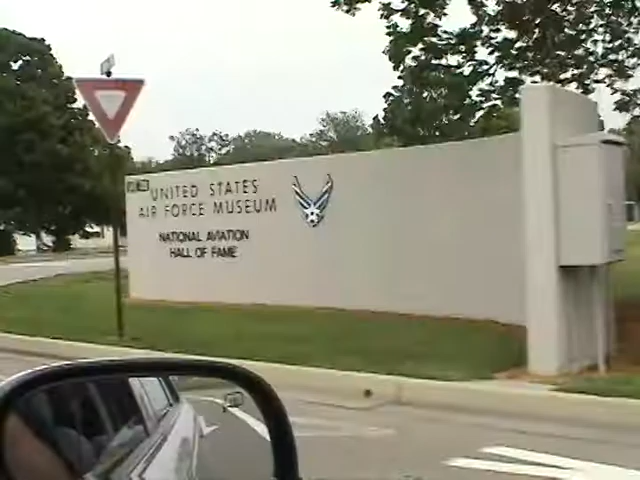 UNITED STATES
AIR FORCE MUSEUM
NATIONAL AVIATION
HALL OF FAME